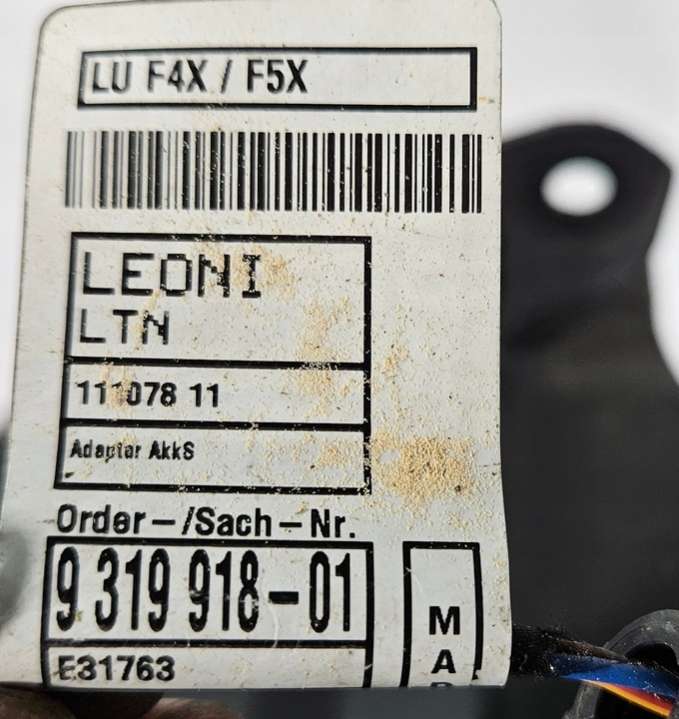 LU F4X / F5X
LEONI
LTN
111078 11
Adapter AkkS
Order-/Sach-Nr.
9 319 918-01
E31763
M
A